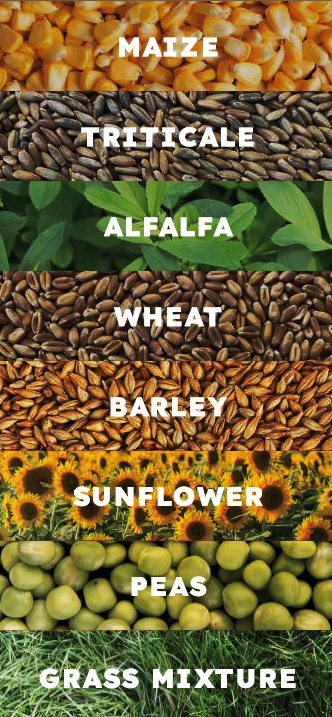 MAIZE
TRITICALE
ALFALFA
WHEAT
BARLEY
SUNFLOWER
PEAS
GRASS MIXTURE